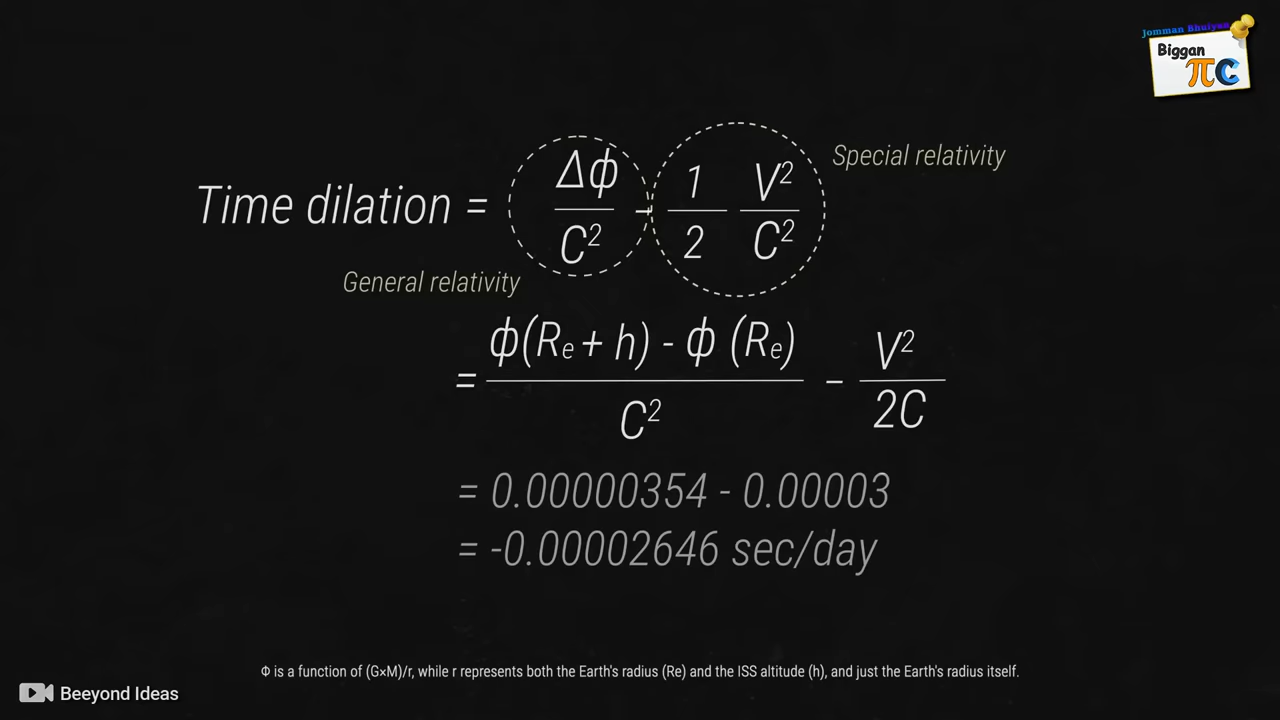 Jomman Bhuiyan
Biggan
πC
Special relativity
Time dilation = Δϕ/C² - 1/2 V²/C²
General relativity
= ϕ(Re + h) - ϕ (Re)/C² - V²/2C
= 0.00000354 - 0.00003
= -0.00002646 sec/day
Φ is a function of (G×M)/r, while r represents both the Earth's radius (Re) and the ISS altitude (h), and just the Earth's radius itself.
Beeyond Ideas